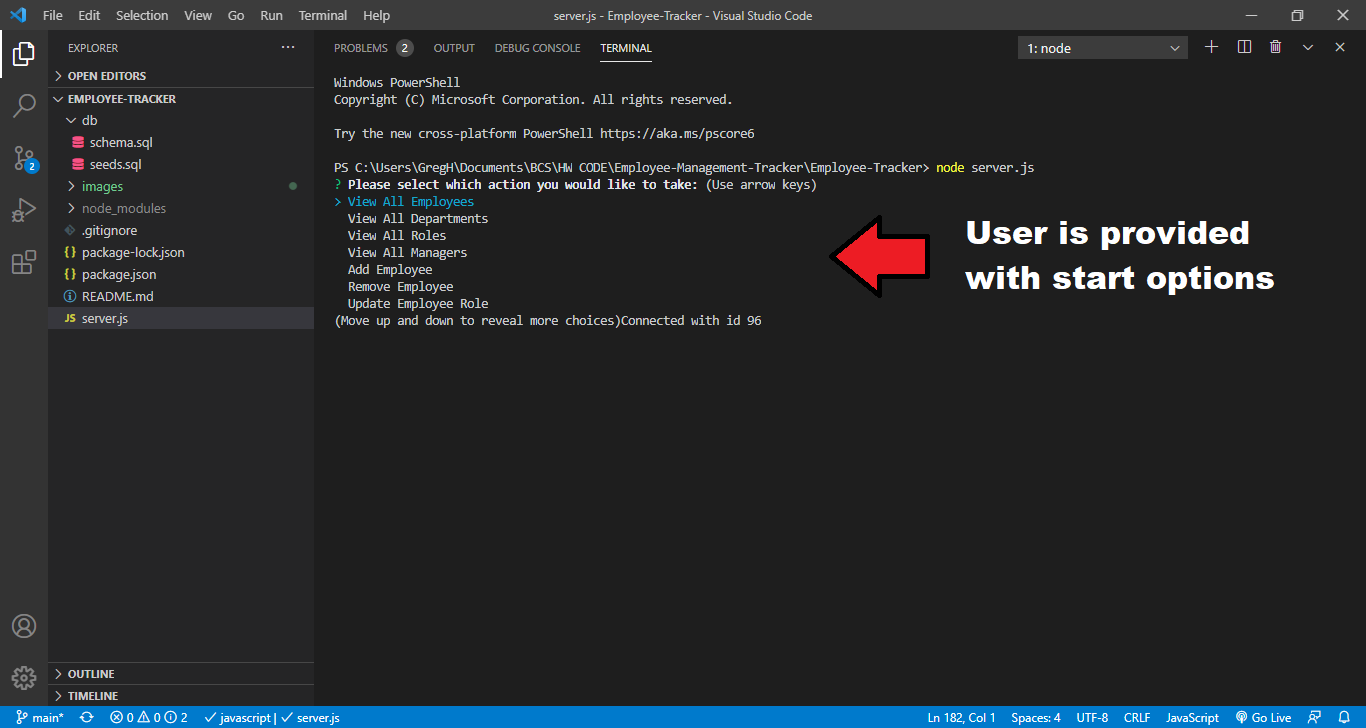 File Edit Selection View Go Run Terminal Help
server.js - Employee-Tracker - Visual Studio Code
EXPLORER
OPEN EDITORS
EMPLOYEE-TRACKER
db
schema.sql
seeds.sql
images
node_modules
.gitignore
{} package-lock.json
{} package.json
README.md
JS server.js
OUTLINE
TIMELINE
2
PROBLEMS 2 OUTPUT DEBUG CONSOLE TERMINAL
1: node
Windows PowerShell
Copyright (C) Microsoft Corporation. All rights reserved.
Try the new cross-platform PowerShell https://aka.ms/pscore6
PS C:\Users\GregH\Documents\BCS\HW CODE\Employee-Management-Tracker\Employee-Tracker> node server.js
? Please select which action you would like to take: (Use arrow keys)
> View All Employees
View All Departments
View All Roles
View All Managers
Add Employee
Remove Employee
Update Employee Role
(Move up and down to reveal more choices)Connected with id 96
User is provided
with start options
main* 0 0 2 javascript | server.js
Ln 182, Col 1 Spaces: 4 UTF-8 CRLF JavaScript Go Live